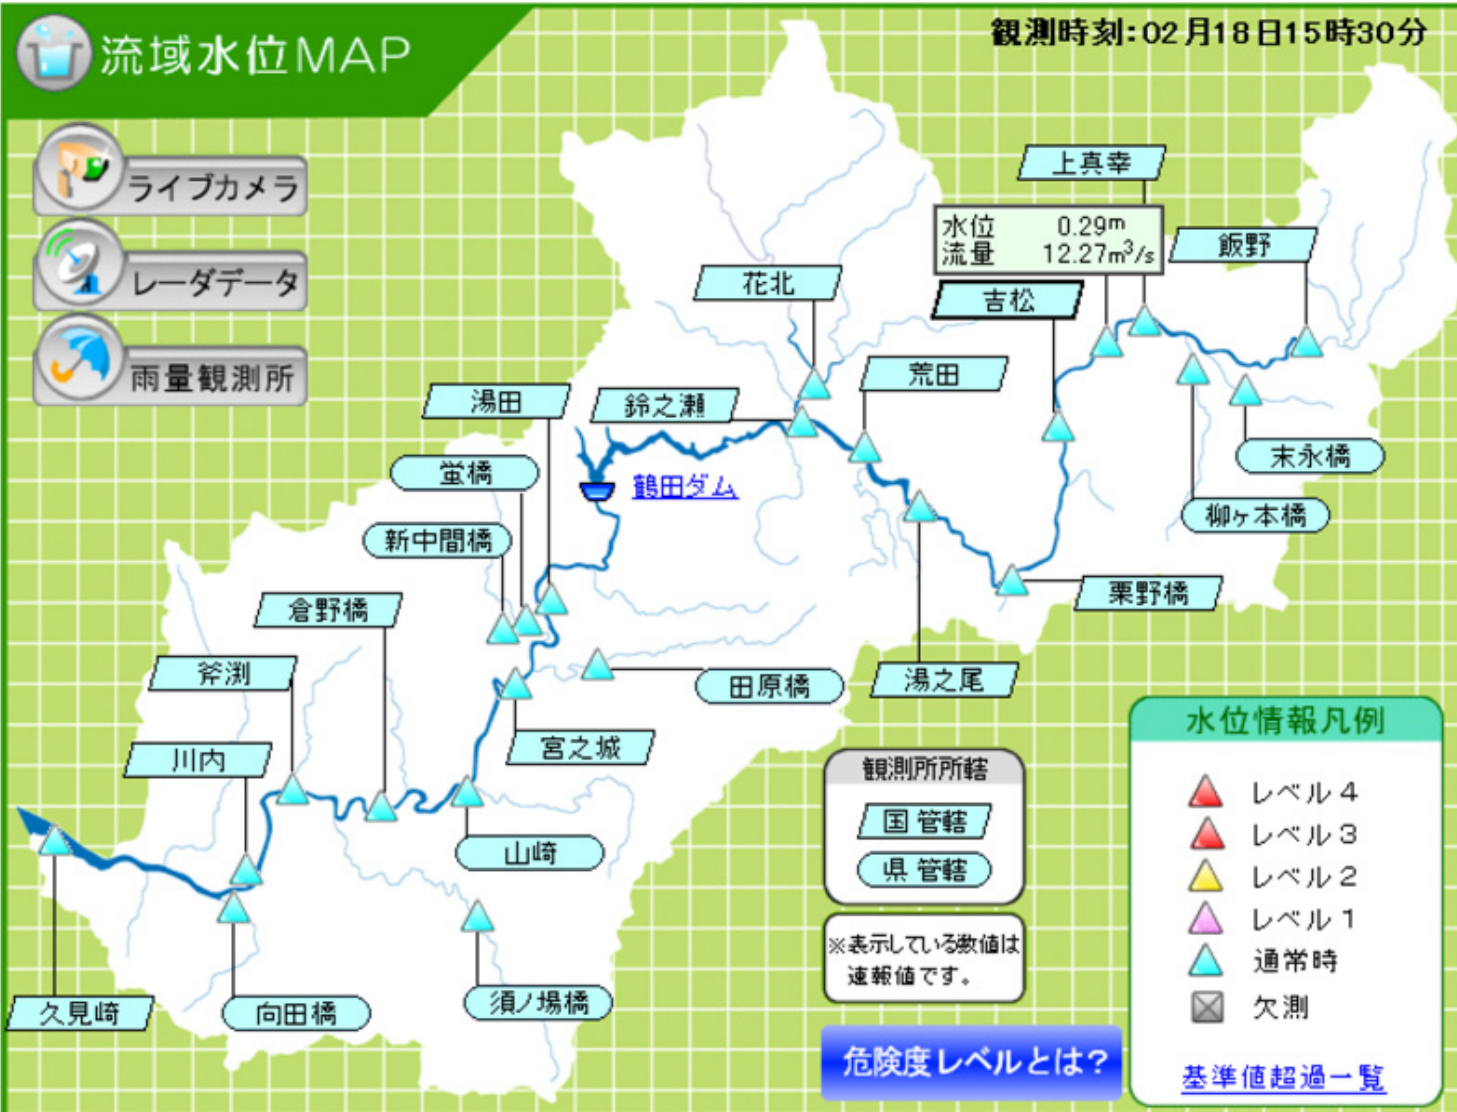 流域水位MAP
観測時刻:02月18日15時30分
ライブカメラ
レーダデータ
雨量観測所
上真幸
水位 0.29m
流量 12.27m³/s
飯野
花北
吉松
荒田
湯田
鈴之瀬
蛍橋
鶴田ダム
末永橋
新中間橋
柳ヶ本橋
倉野橋
栗野橋
斧渕
田原橋
湯之尾
川内
宮之城
山崎
久見崎
向田橋
須ノ場橋
観測所所轄
国 管轄
県 管轄
※表示している数値は
速報値です。
危険度レベルとは?
水位情報凡例
レベル4
レベル3
レベル2
レベル1
通常時
欠測
基準値超過一覧